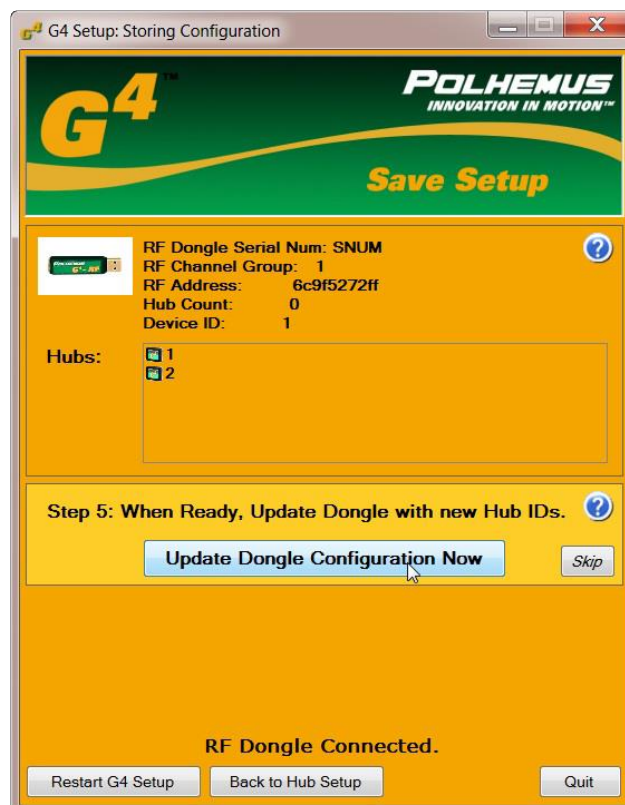 G4 Setup: Storing Configuration
G4™
POLHEMUS
INNOVATION IN MOTION™
Save Setup
RF Dongle Serial Num: SNUM
RF Channel Group: 1
RF Address: 6c9f5272ff
Hub Count: 0
Device ID: 1
Hubs:
1
2
Step 5: When Ready, Update Dongle with new Hub IDs.
Update Dongle Configuration Now
Skip
RF Dongle Connected.
Restart G4 Setup
Back to Hub Setup
Quit